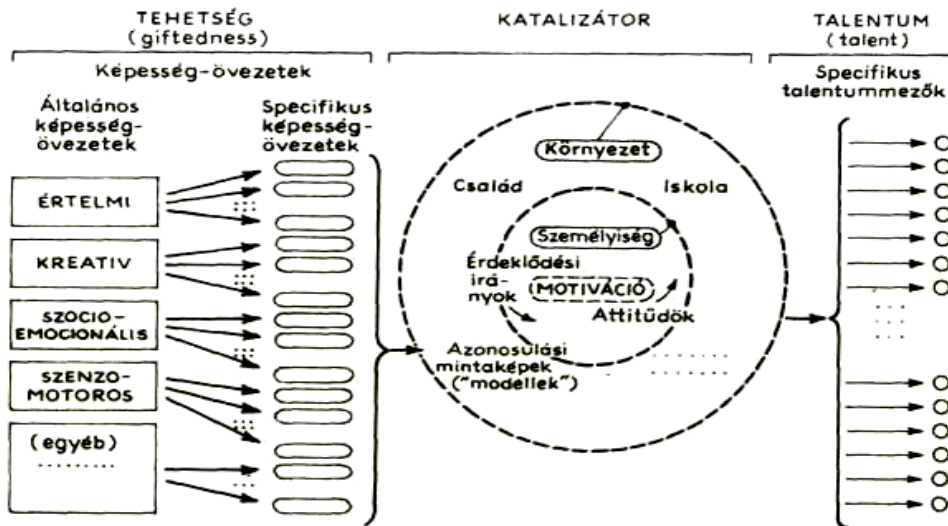 TEHETSÉG
(giftedness)
KATALIZÁTOR
TALENTUM
(talent)
Képesség-övezetek
Általános
képesség-
övezetek
Specifikus
képesség-
övezetek
ÉRTELMI
KREATIV
SZOCIO-
EMOCIONÁLIS
SZENZO-
MOTOROS
(egyéb)
Környezet
Család
Iskola
Személyiség
Érdeklődési
irá-
nyok
MOTIVÁCIÓ
Attitűdök
Azonosulási
mintaképek
("modellek")
Specifikus
talentummezők